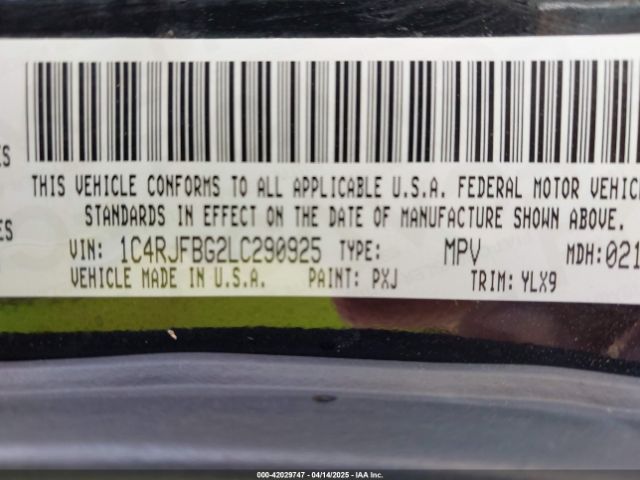 THIS VEHICLE CONFORMS TO ALL APPLICABLE U.S.A. FEDERAL MOTOR VEHIC
STANDARDS IN EFFECT ON THE DATE OF MANUFACTURE SHOWN ABOVE.
VIN: 1C4RJFBG2LC290925 TYPE: MPV MDH:021
VEHICLE MADE IN U.S.A. PAINT: PXJ TRIM: YLX9
ES
ES
000-42029747 - 04/14/2025 - IAA Inc.